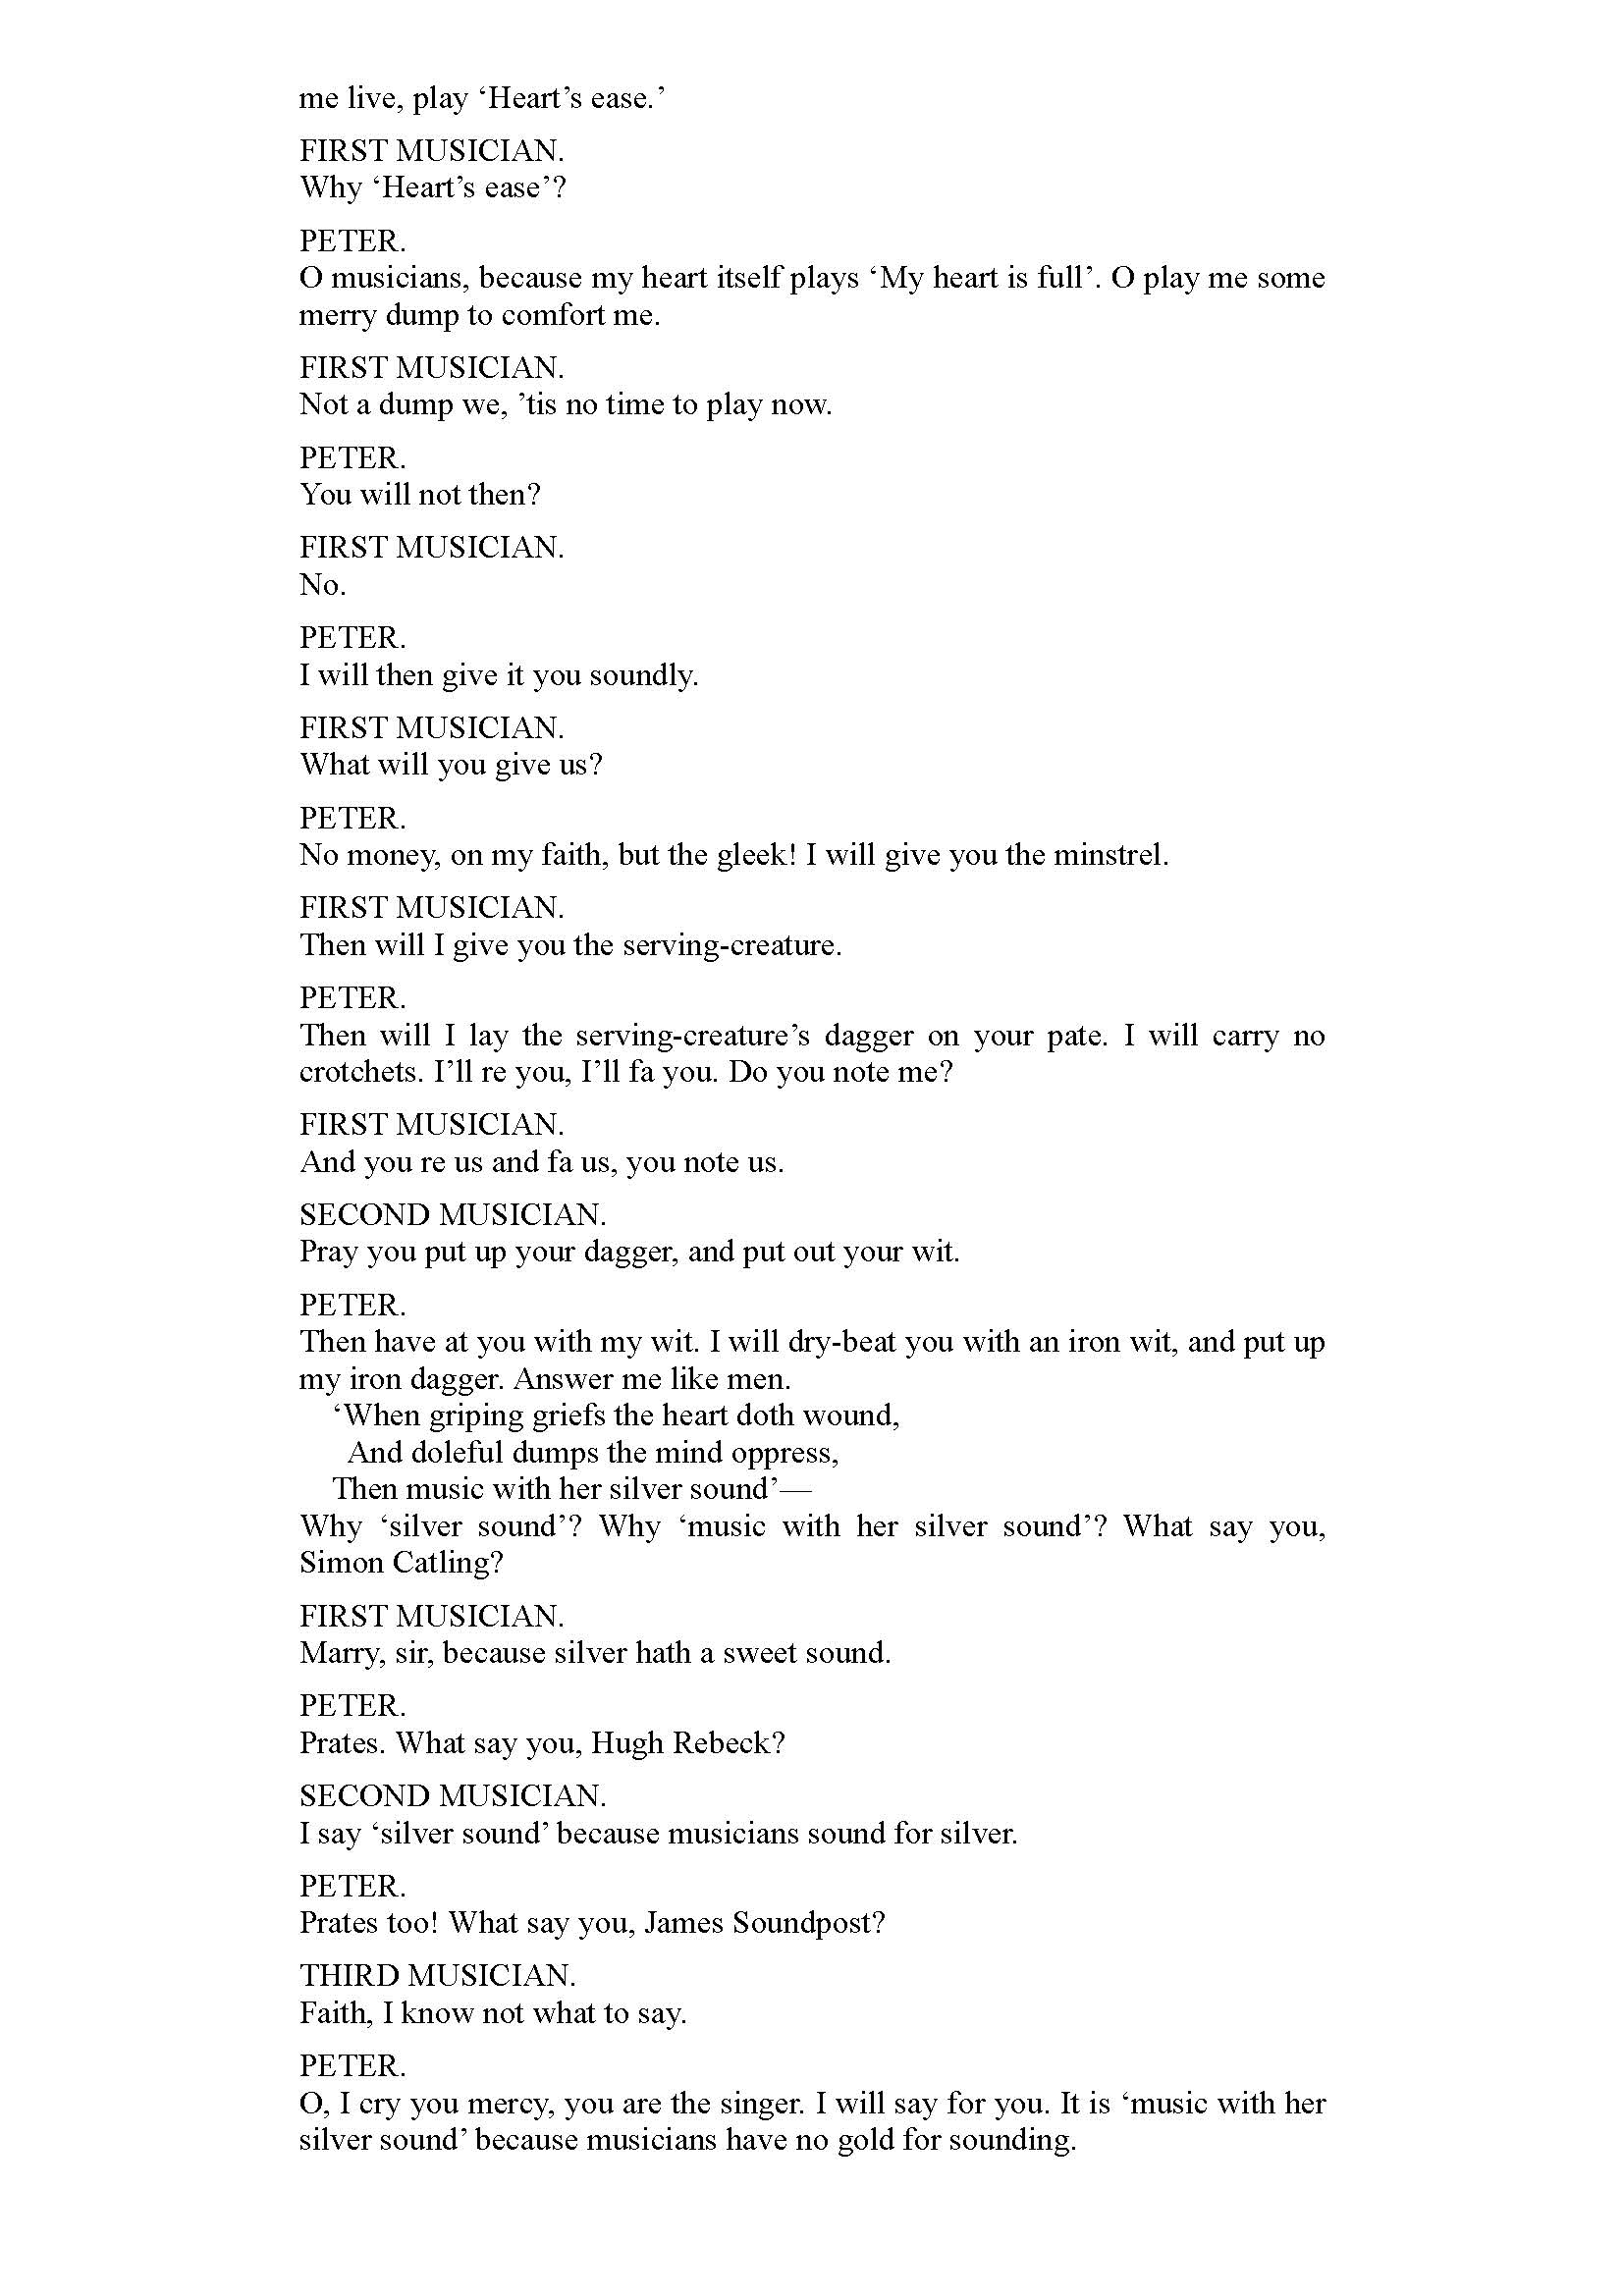 me live, play ‘Heart’s ease.’
FIRST MUSICIAN.
Why ‘Heart’s ease’?
PETER.
O musicians, because my heart itself plays ‘My heart is full’. O play me some
merry dump to comfort me.
FIRST MUSICIAN.
Not a dump we, ’tis no time to play now.
PETER.
You will not then?
FIRST MUSICIAN.
No.
PETER.
I will then give it you soundly.
FIRST MUSICIAN.
What will you give us?
PETER.
No money, on my faith, but the gleek! I will give you the minstrel.
FIRST MUSICIAN.
Then will I give you the serving-creature.
PETER.
Then will I lay the serving-creature’s dagger on your pate. I will carry no
crotchets. I’ll re you, I’ll fa you. Do you note me?
FIRST MUSICIAN.
And you re us and fa us, you note us.
SECOND MUSICIAN.
Pray you put up your dagger, and put out your wit.
PETER.
Then have at you with my wit. I will dry-beat you with an iron wit, and put up
my iron dagger. Answer me like men.
‘When griping griefs the heart doth wound,
And doleful dumps the mind oppress,
Then music with her silver sound’—
Why ‘silver sound’? Why ‘music with her silver sound’? What say you,
Simon Catling?
FIRST MUSICIAN.
Marry, sir, because silver hath a sweet sound.
PETER.
Prates. What say you, Hugh Rebeck?
SECOND MUSICIAN.
I say ‘silver sound’ because musicians sound for silver.
PETER.
Prates too! What say you, James Soundpost?
THIRD MUSICIAN.
Faith, I know not what to say.
PETER.
O, I cry you mercy, you are the singer. I will say for you. It is ‘music with her
silver sound’ because musicians have no gold for sounding.